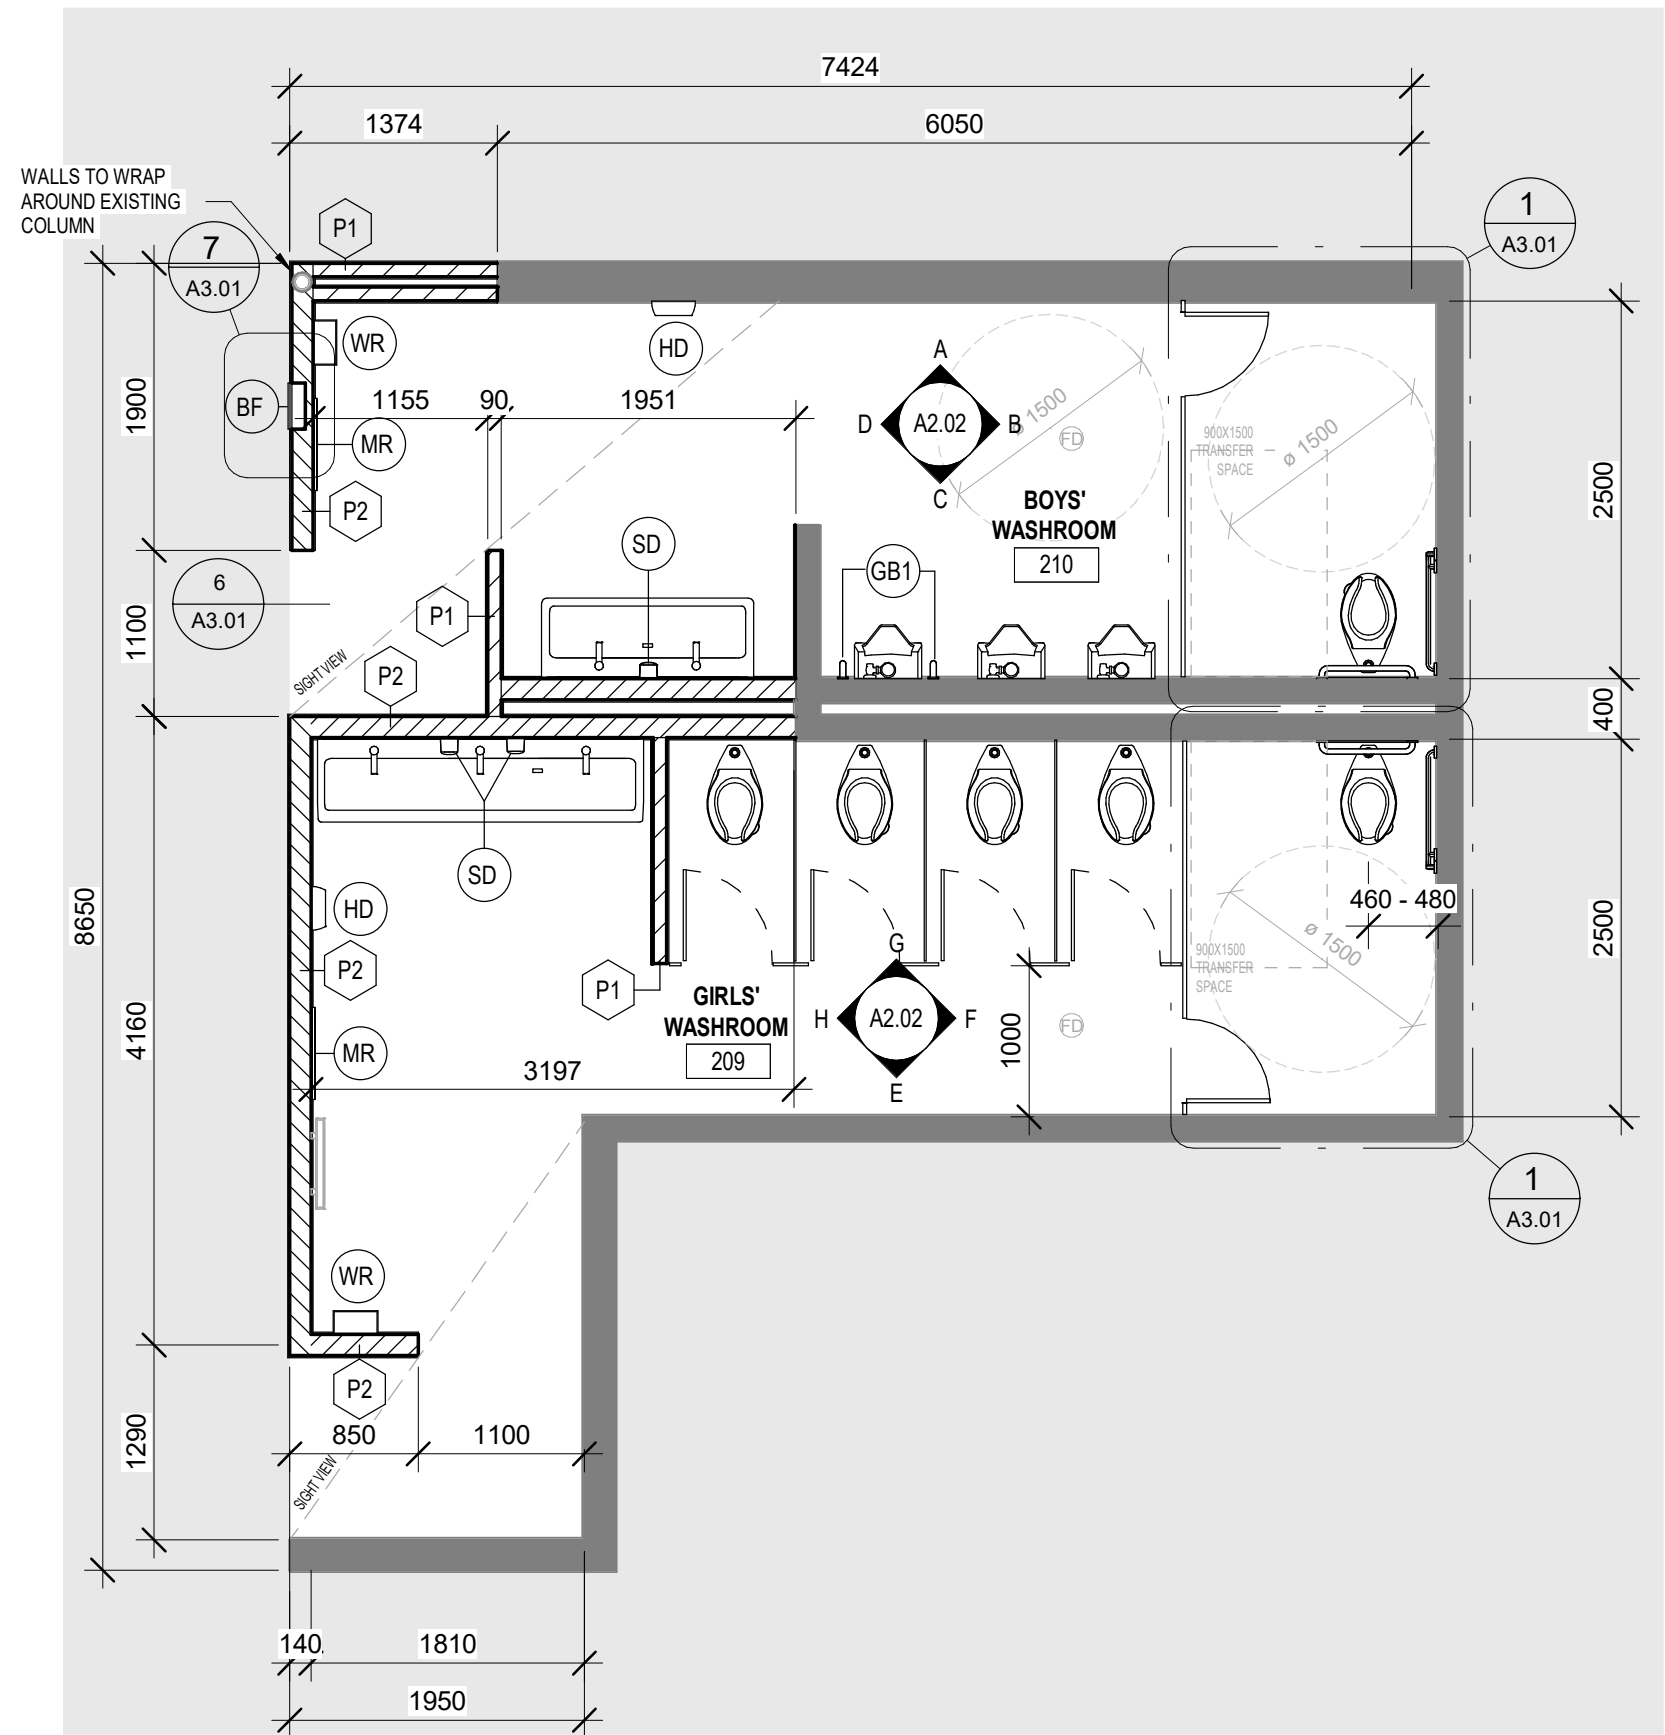 7424
1374
6050
WALLS TO WRAP
AROUND EXISTING
COLUMN
P1
7
A3.01
1
A3.01
WR
HD
A
BF
1155
90
1951
D
A2.02
B
ø 1500
FD
900X1500
TRANSFER
SPACE
ø 1500
MR
1900
C
P2
BOYS'
WASHROOM
210
2500
SD
GB1
6
A3.01
P1
1100
SIGHT VIEW
P2
400
SD
HD
8650
460 - 480
2500
P2
G
ø 1500
900X1500
TRANSFER
SPACE
P1
GIRLS'
WASHROOM
209
H
A2.02
F
FD
1000
4160
MR
3197
E
1
A3.01
WR
P2
850
1100
1290
SIGHT VIEW
140
1810
1950